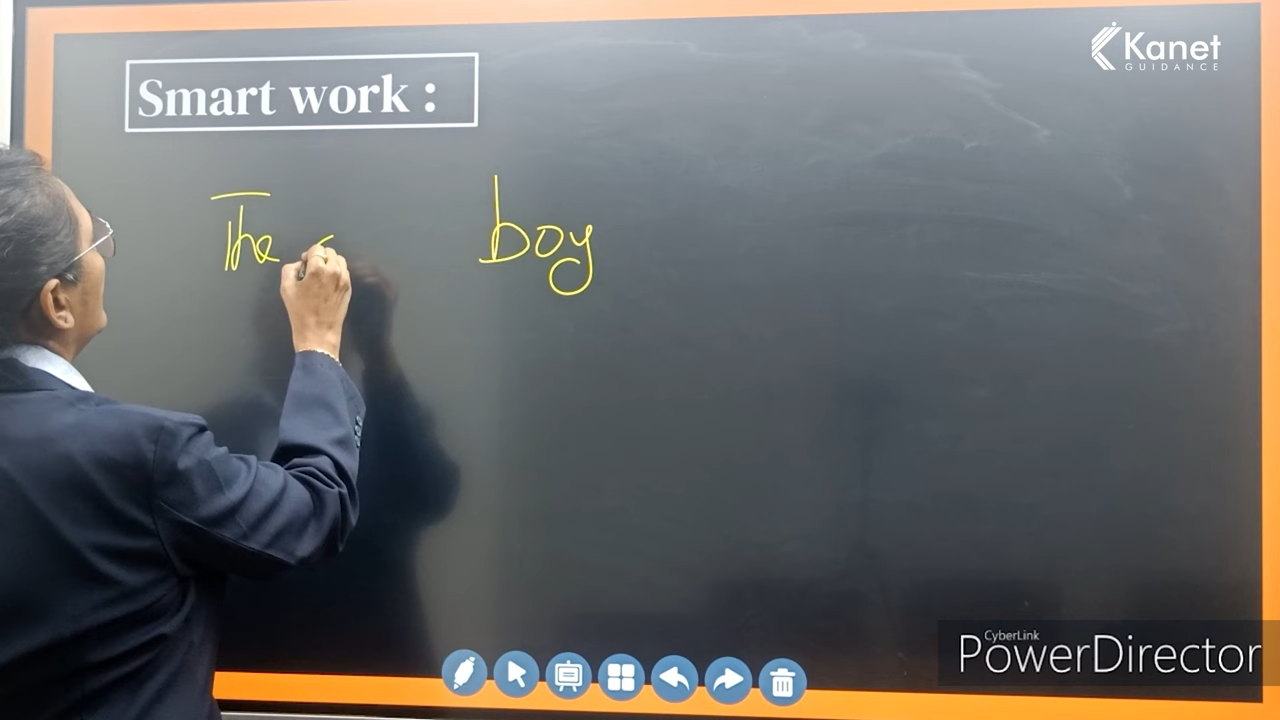 Kanet
GUIDANCE
Smart work :
The boy
CyberLink
PowerDirector